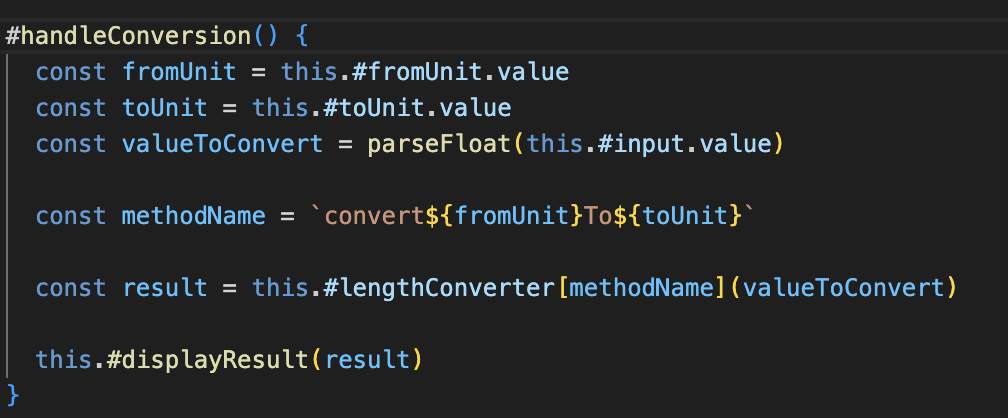 #handleConversion() {
  const fromUnit = this.#fromUnit.value
  const toUnit = this.#toUnit.value
  const valueToConvert = parseFloat(this.#input.value)

  const methodName = `convert${fromUnit}To${toUnit}`

  const result = this.#lengthConverter[methodName](valueToConvert)

  this.#displayResult(result)
}